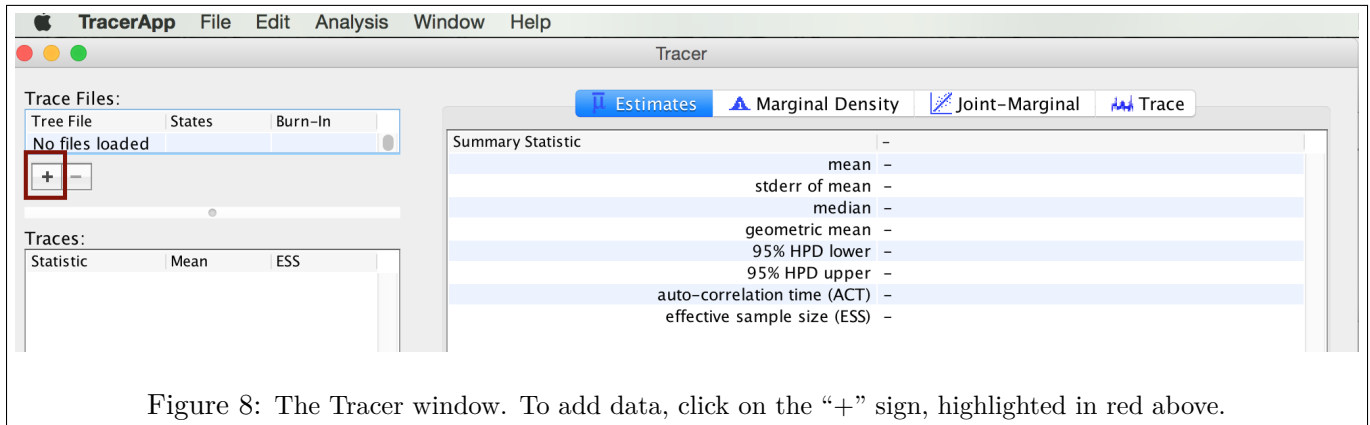 TracerApp File Edit Analysis Window Help
Tracer
Trace Files:
Tree File States Burn-In
No files loaded
+ -
Traces:
Statistic Mean ESS
Estimates Marginal Density Joint-Marginal Trace
Summary Statistic -
mean -
stderr of mean -
median -
geometric mean -
95% HPD lower -
95% HPD upper -
auto-correlation time (ACT) -
effective sample size (ESS) -
Figure 8: The Tracer window. To add data, click on the “+” sign, highlighted in red above.